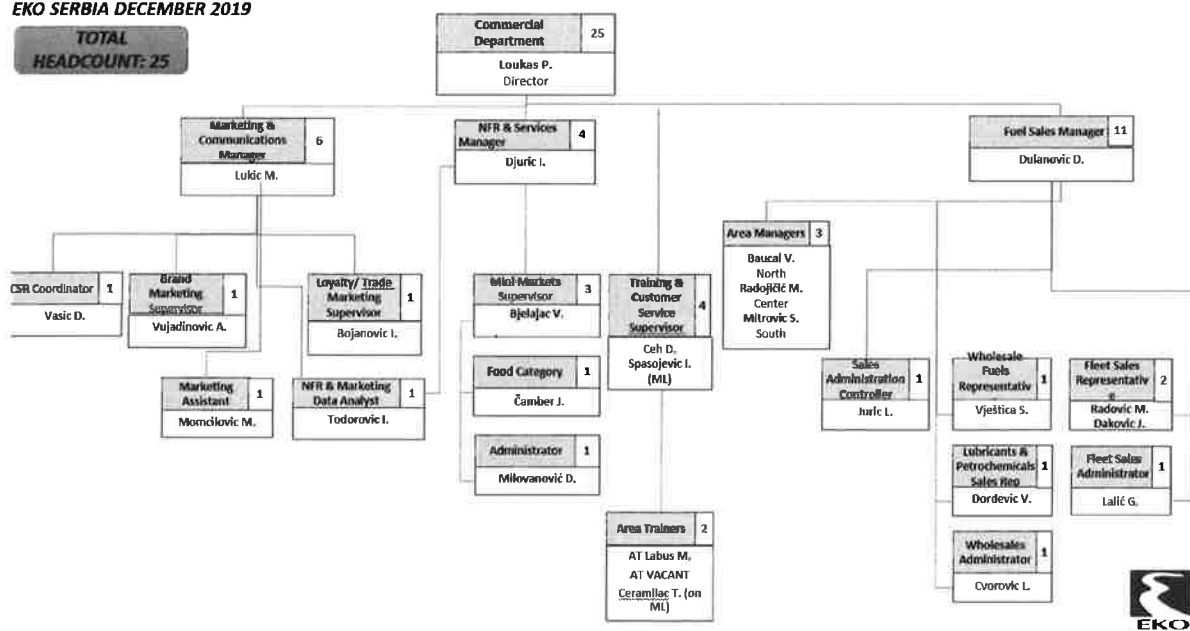 EKO SERBIA DECEMBER 2019
TOTAL
HEADCOUNT: 25
Commercial
Department
25
Loukas P.
Director
Marketing &
Communications
Manager
6
Lukic M.
NFR & Services
Manager
4
Djuric I.
Fuel Sales Manager
11
Dulanovic D.
CSR Coordinator
1
Vasic D.
Brand
Marketing
Supervisor
1
Vujadinovic A.
Loyalty/ Trade
Marketing
Supervisor
1
Bojanovic I.
Marketing
Assistant
1
Momcilovic M.
NFR & Marketing
Data Analyst
1
Todorovic I.
Mini Markets
Supervisor
3
Bjelajac V.
Food Category
1
Čamber J.
Administrator
1
Milovanović D.
Training &
Customer
Service
Supervisor
4
Ceh D.
Spasojevic I.
(ML)
Area Trainers
2
AT Labus M.
AT VACANT
Ceramilac T. (on
ML)
Area Managers
3
Baucal V.
North
Radojičić M.
Center
Mitrovic S.
South
Sales
Administration
Controller
1
Juric L.
Wholesale
Fuels
Representativ
1
Vještica S.
Lubricants &
Petrochemicals
Sales Rep
1
Dordevic V.
Wholesales
Administrator
1
Cvorovic L.
Fleet Sales
Representativ
e
2
Radovic M.
Dakovic J.
Fleet Sales
Administrator
1
Lalić G.
EKO